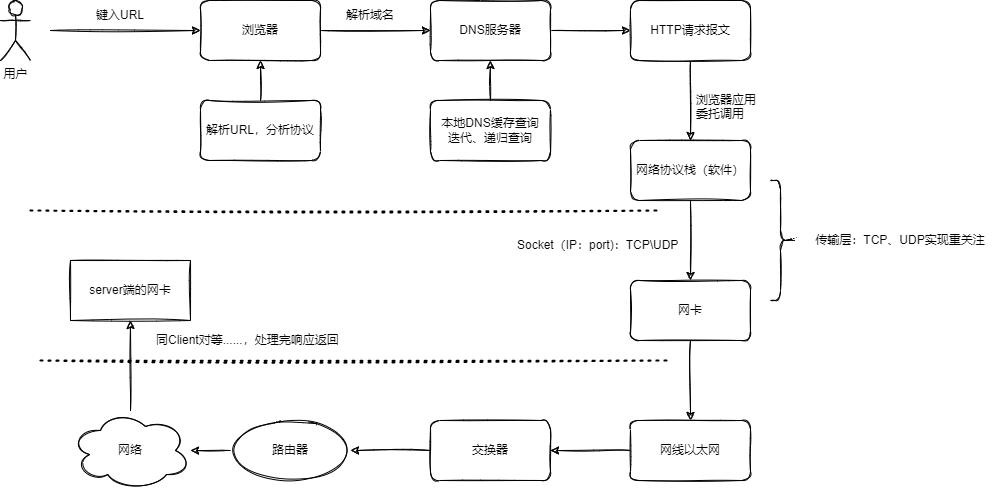 键入URL
解析域名
浏览器
DNS服务器
HTTP请求报文
用户
解析URL，分析协议
本地DNS缓存查询
迭代、递归查询
浏览器应用
委托调用
网络协议栈（软件）
Socket（IP：port）：TCP\UDP
传输层：TCP、UDP实现重关注
server端的网卡
网卡
同Client对等......，处理完响应返回
网络
路由器
交换器
网线以太网